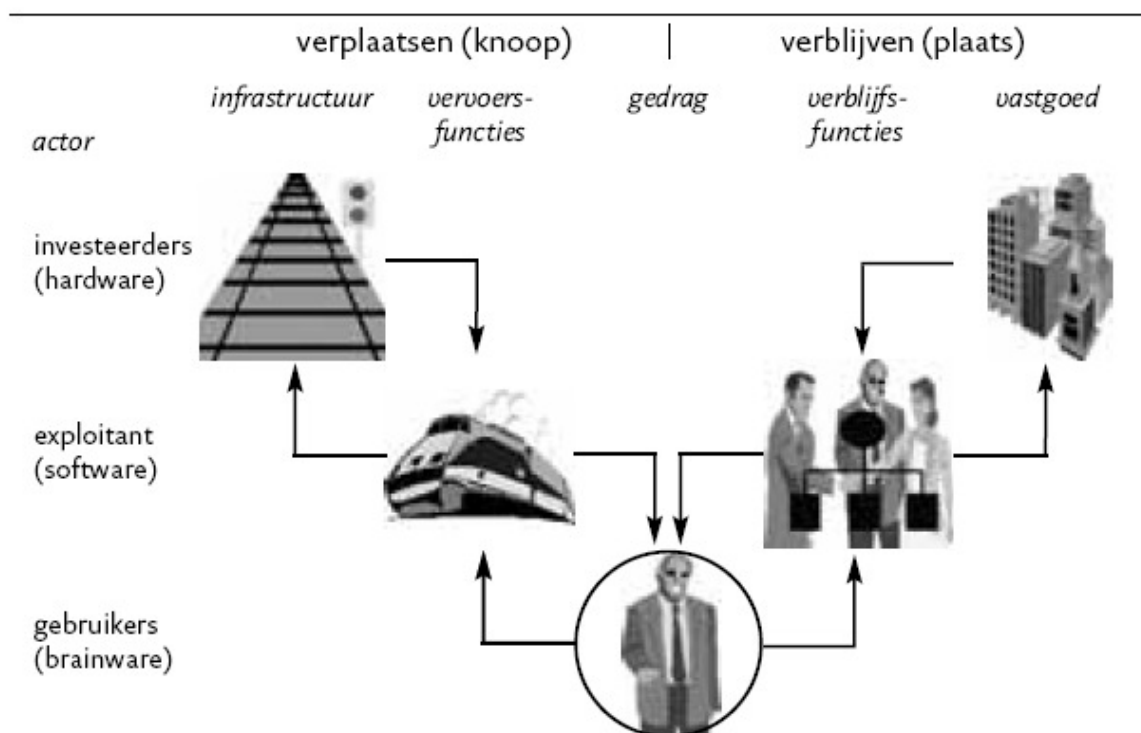 verplaatsen (knoop) | verblijven (plaats)
infrastructuur vervoers- gedrag verblijfs- vastgoed
functies functies
actor
investeerders
(hardware)
exploitant
(software)
gebruikers
(brainware)